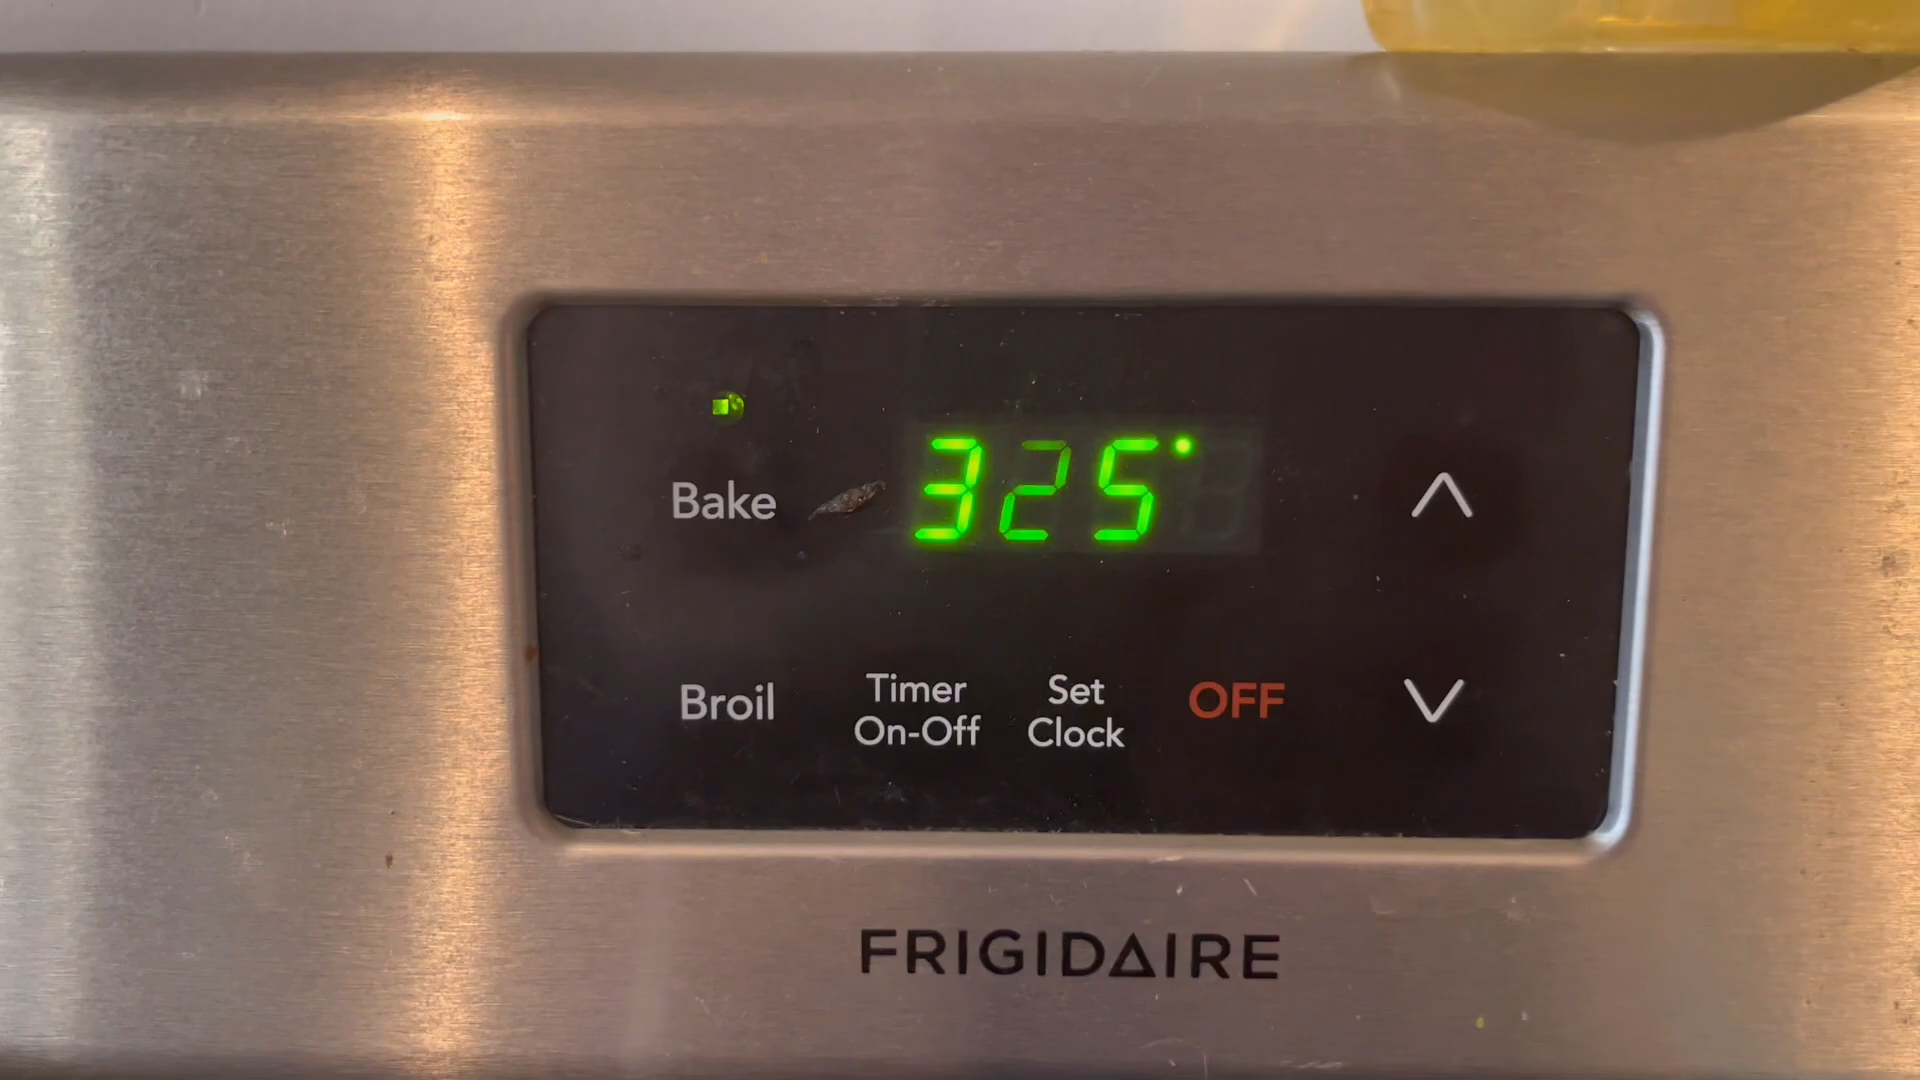 325°
Bake
Broil
Timer
On-Off
Set
Clock
OFF
FRIGIDAIRE